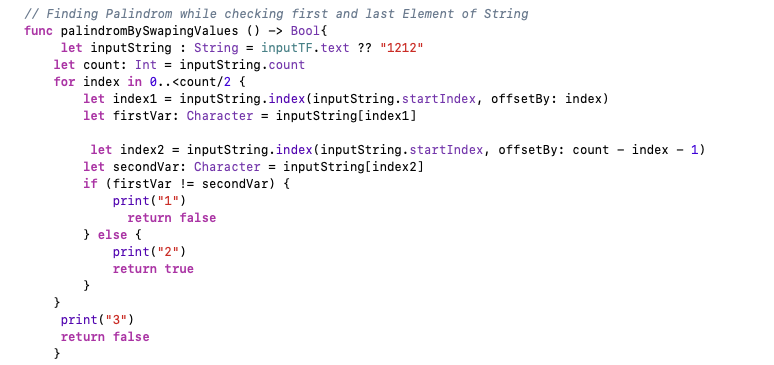 // Finding Palindrom while checking first and last Element of String
func palindromBySwapingValues () -> Bool{
let inputString : String = inputTF.text ?? "1212"
let count: Int = inputString.count
for index in 0..<count/2 {
let index1 = inputString.index(inputString.startIndex, offsetBy: index)
let firstVar: Character = inputString[index1]
let index2 = inputString.index(inputString.startIndex, offsetBy: count - index - 1)
let secondVar: Character = inputString[index2]
if (firstVar != secondVar) {
print("1")
return false
} else {
print("2")
return true
}
}
print("3")
return false
}